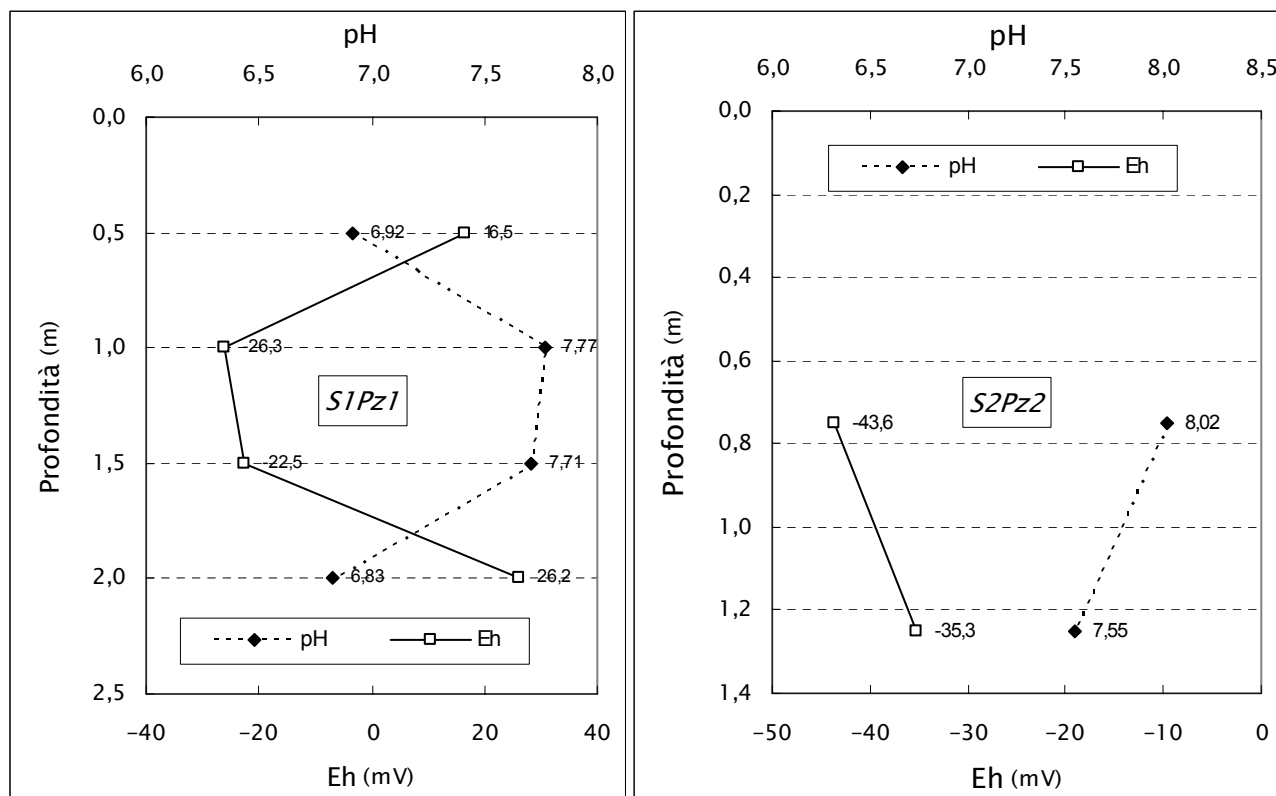 pH
6,0 6,5 7,0 7,5 8,0
0,0
0,5
1,0
1,5
2,0
2,5
Profondità (m)
6,92 16,5
-26,3 7,77
S1Pz1
-22,5 7,71
6,83 26,2
pH Eh
-40 -20 0 20 40
Eh (mV)
pH
6,0 6,5 7,0 7,5 8,0 8,5
0,0
0,2
0,4
0,6
0,8
1,0
1,2
1,4
Profondità (m)
pH Eh
S2Pz2
-43,6 8,02
-35,3 7,55
-50 -40 -30 -20 -10 0
Eh (mV)